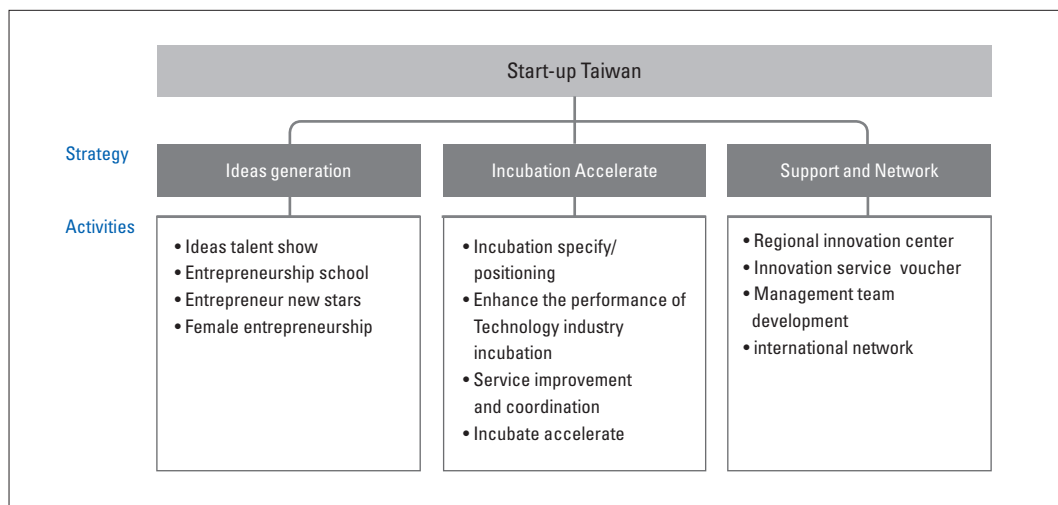 Start-up Taiwan
Strategy
Ideas generation
Incubation Accelerate
Support and Network
Activities
• Ideas talent show
• Entrepreneurship school
• Entrepreneur new stars
• Female entrepreneurship
• Incubation specify/
positioning
• Enhance the performance of
Technology industry
incubation
• Service improvement
and coordination
• Incubate accelerate
• Regional innovation center
• Innovation service voucher
• Management team
development
• international network